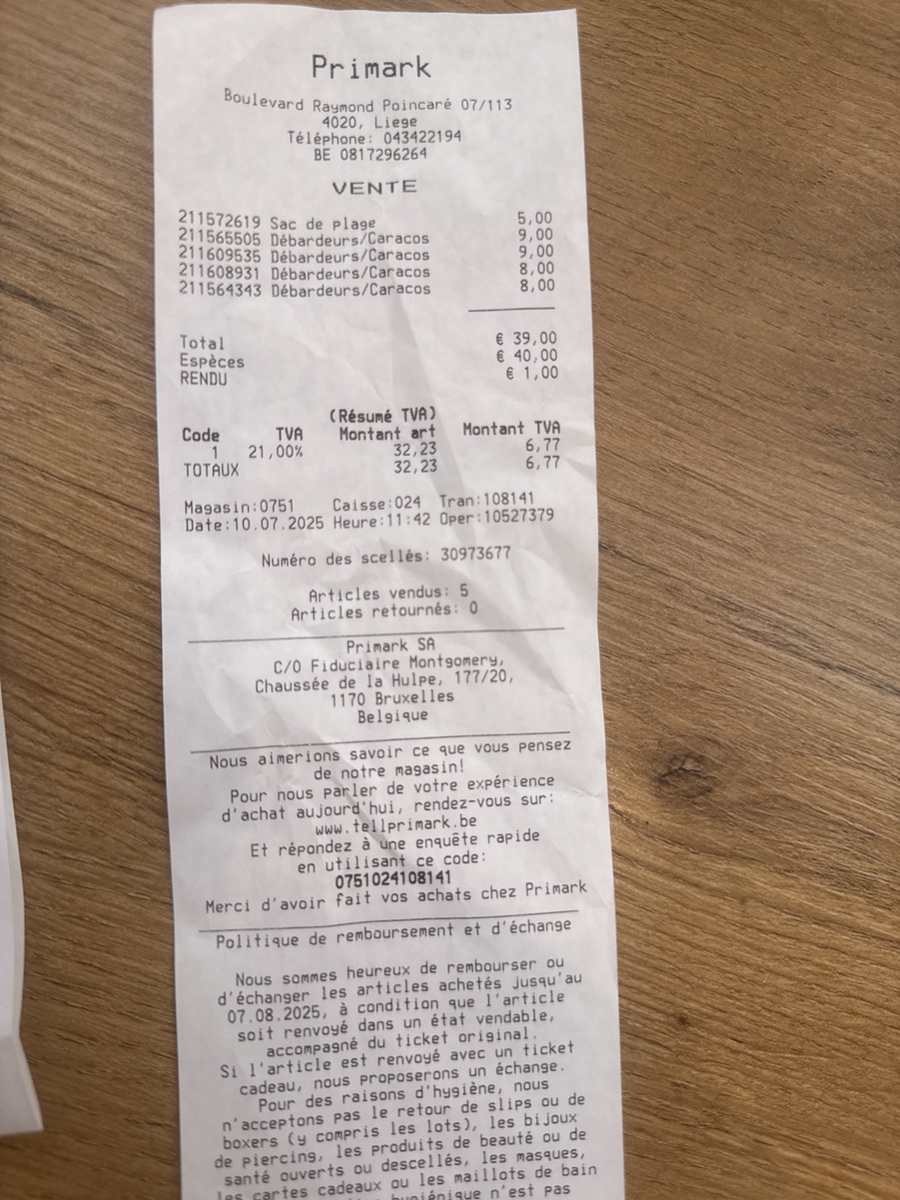 Primark
Boulevard Raymond Poincaré 07/113
4020, Liege
Téléphone: 043422194
BE 0817296264
VENTE
211572619 Sac de plage 5,00
211565505 Débardeurs/Caracos 9,00
211609535 Débardeurs/Caracos 9,00
211608931 Débardeurs/Caracos 8,00
211564343 Débardeurs/Caracos 8,00
Total € 39,00
Espèces € 40,00
RENDU € 1,00
(Résumé TVA)
Code TVA Montant art Montant TVA
1 21,00% 32,23 6,77
TOTAUX 32,23 6,77
Magasin:0751 Caisse:024 Tran:108141
Date:10.07.2025 Heure:11:42 Oper:10527379
Numéro des scellés: 30973677
Articles vendus: 5
Articles retournés: 0
Primark SA
C/O Fiduciaire Montgomery,
Chaussée de la Hulpe, 177/20,
1170 Bruxelles
Belgique
Nous aimerions savoir ce que vous pensez
de notre magasin!
Pour nous parler de votre expérience
d'achat aujourd'hui, rendez-vous sur:
www.tellprimark.be
Et répondez à une enquête rapide
en utilisant ce code:
0751024108141
Merci d'avoir fait vos achats chez Primark
Politique de remboursement et d'échange
Nous sommes heureux de rembourser ou
d'échanger les articles achetés jusqu'au
07.08.2025, à condition que l'article
soit renvoyé dans un état vendable,
accompagné du ticket original.
Si l'article est renvoyé avec un ticket
cadeau, nous proposerons un échange.
Pour des raisons d'hygiène, nous
n'acceptons pas le retour de slips ou de
boxers (y compris les lots), les bijoux
de piercing, les produits de beauté ou de
santé ouverts ou descellés, les masques,
les cartes cadeaux ou les maillots de bain
hygiénique n'est pas